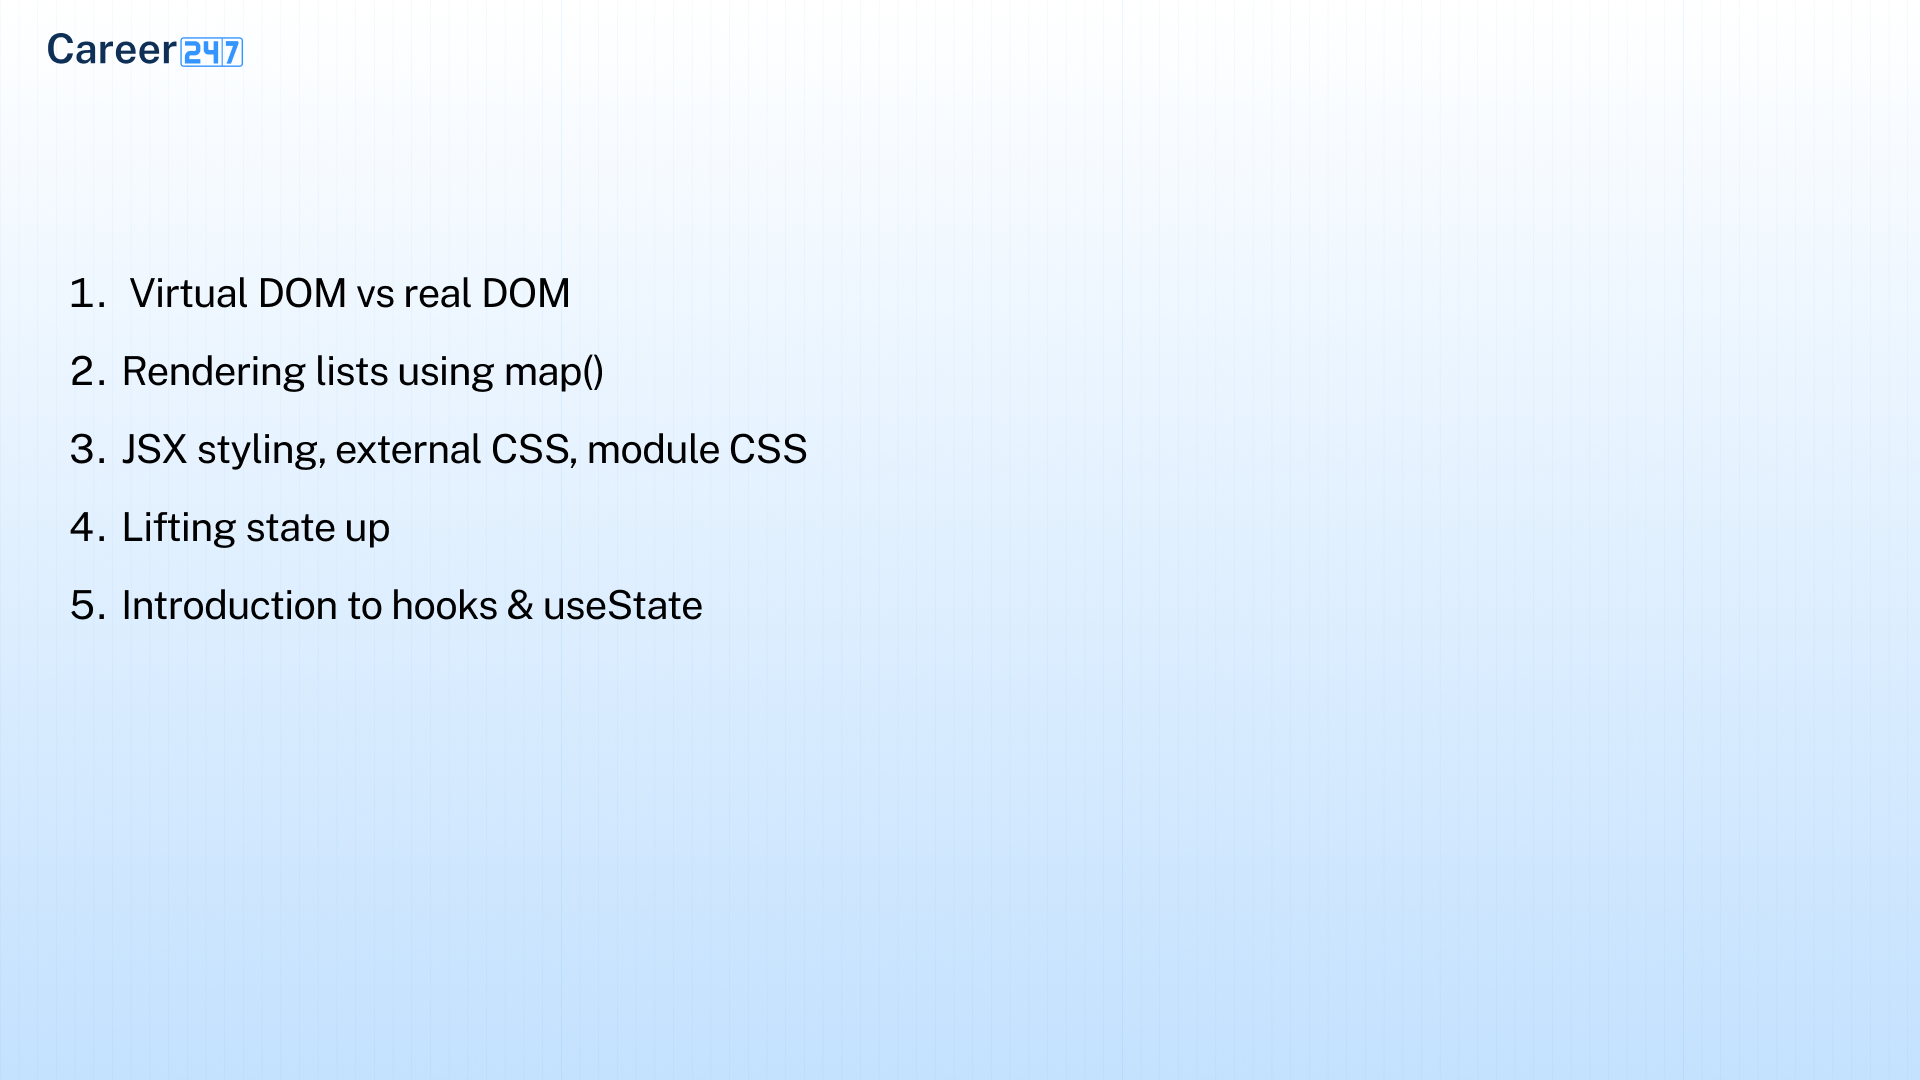 Career247
1. Virtual DOM vs real DOM
2. Rendering lists using map()
3. JSX styling, external CSS, module CSS
4. Lifting state up
5. Introduction to hooks & useState